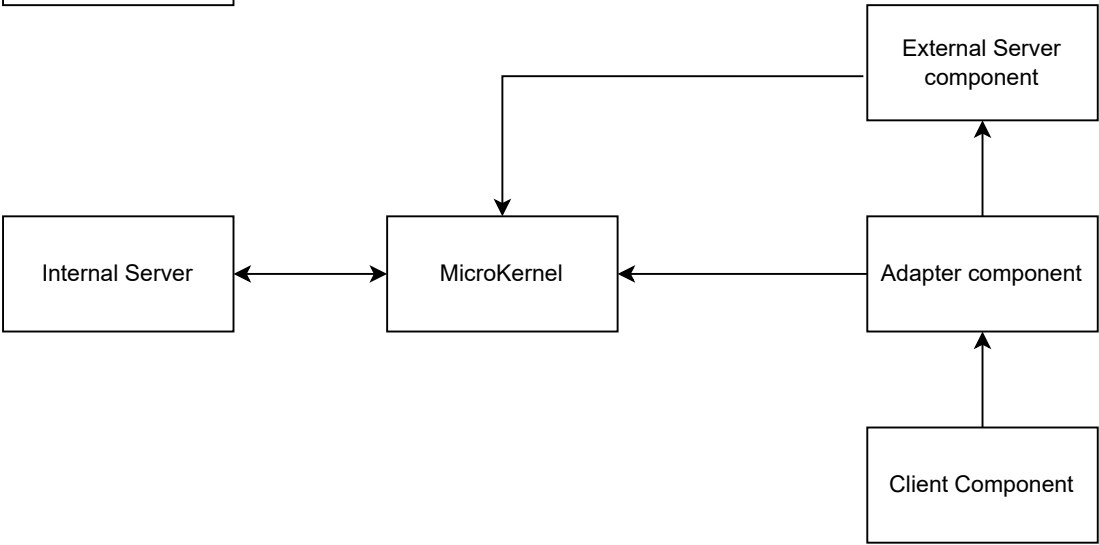 External Server
component
Internal Server
MicroKernel
Adapter component
Client Component